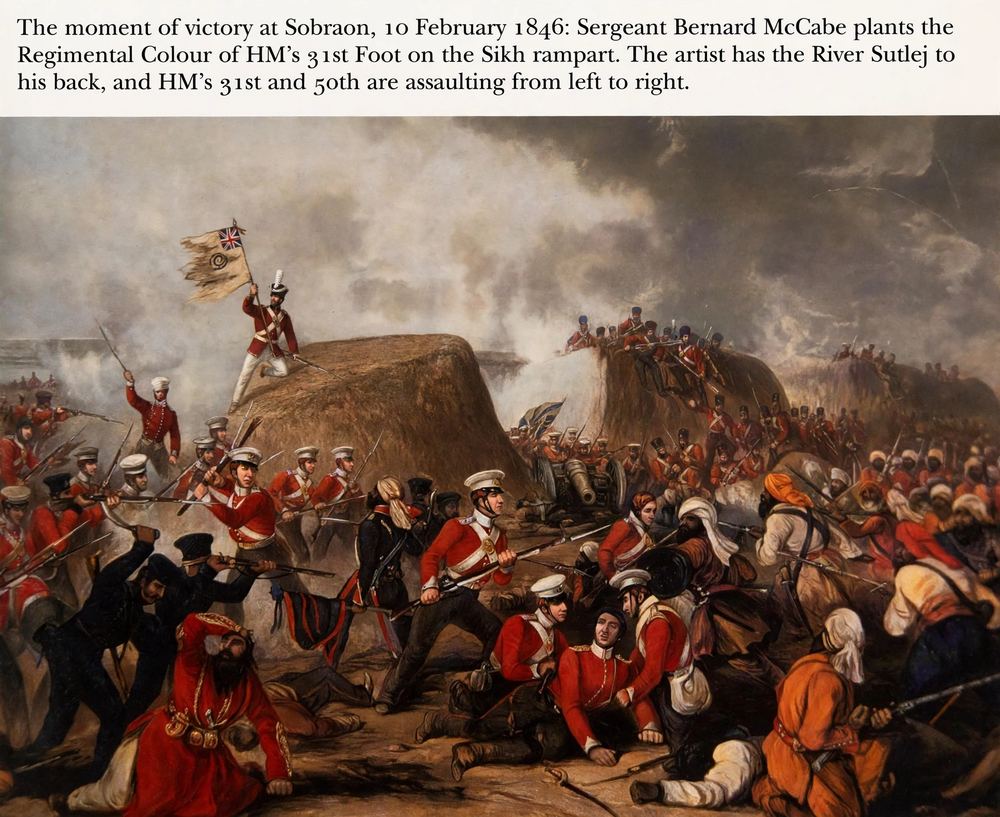 The moment of victory at Sobraon, 10 February 1846: Sergeant Bernard McCabe plants the
Regimental Colour of HM’s 31st Foot on the Sikh rampart. The artist has the River Sutlej to
his back, and HM’s 31st and 50th are assaulting from left to right.